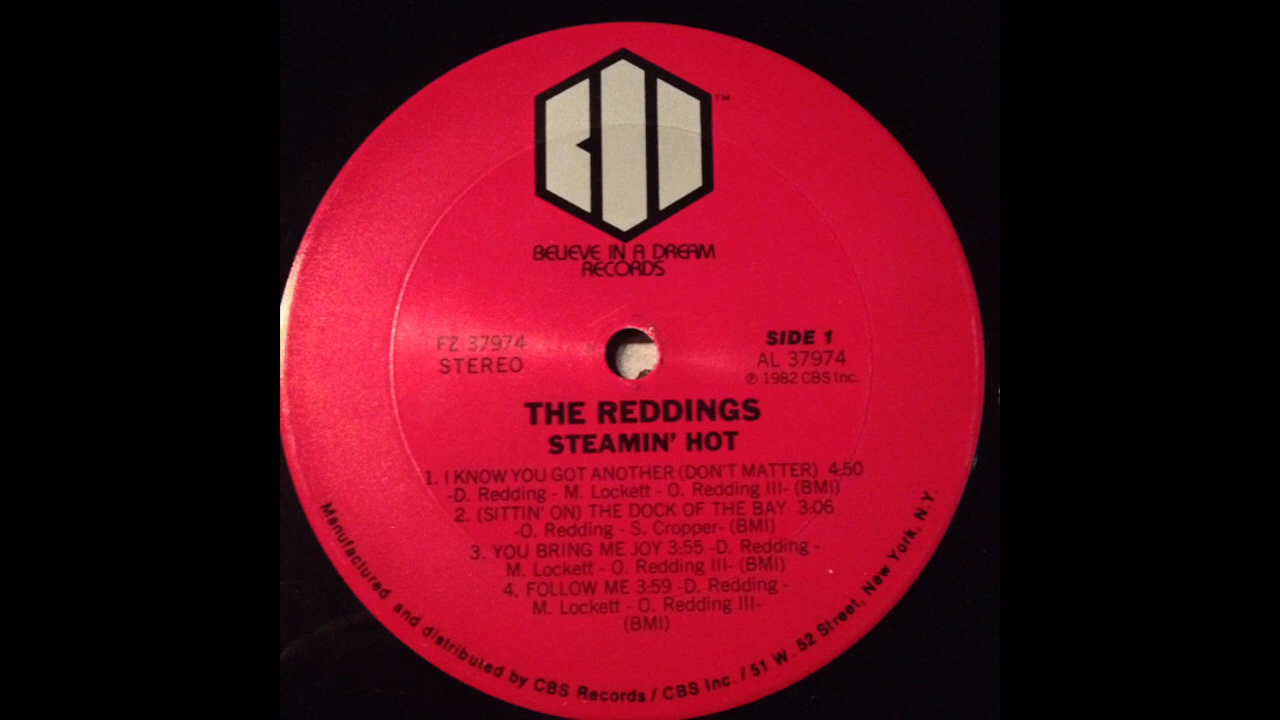 TM
BELIEVE IN A DREAM
RECORDS
FZ 37974
STEREO
SIDE 1
AL 37974
℗ 1982 CBS Inc.
THE REDDINGS
STEAMIN' HOT
1. I KNOW YOU GOT ANOTHER (DON'T MATTER) 4:50
-D. Redding - M. Lockett - O. Redding III- (BMI)
2. (SITTIN' ON) THE DOCK OF THE BAY 3:06
-O. Redding - S. Cropper- (BMI)
3. YOU BRING ME JOY 3:55 -D. Redding -
M. Lockett - O. Redding III- (BMI)
4. FOLLOW ME 3:59 -D. Redding -
M. Lockett - O. Redding III-
(BMI)
Manufactured and distributed by CBS Records / CBS Inc. / 51 W. 52 Street, New York, N.Y.